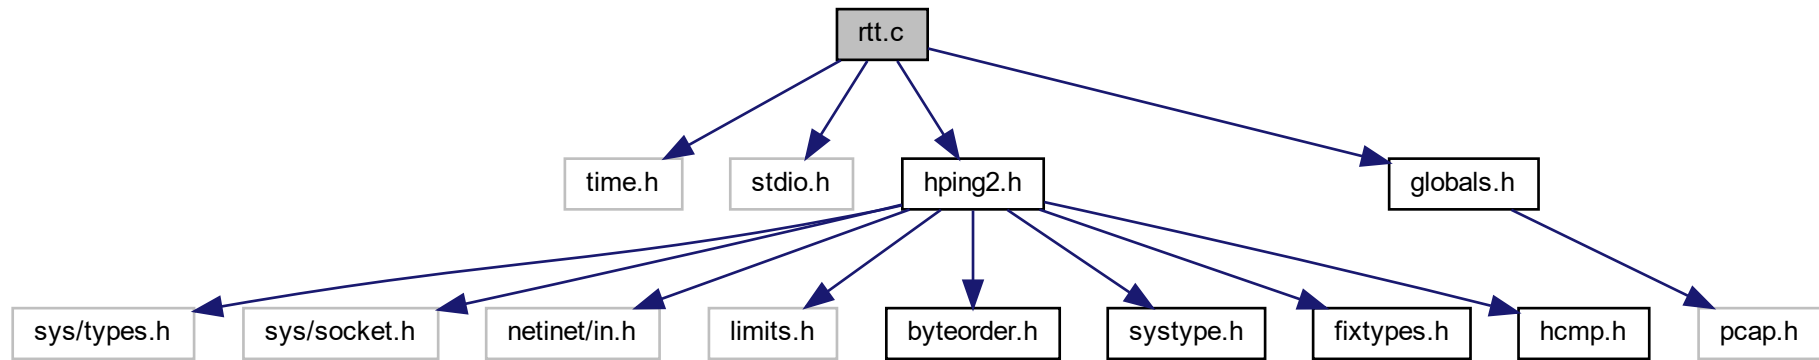 rtt.c
time.h
stdio.h
hping2.h
globals.h
sys/types.h
sys/socket.h
netinet/in.h
limits.h
byteorder.h
systype.h
fixtypes.h
hcmp.h
pcap.h